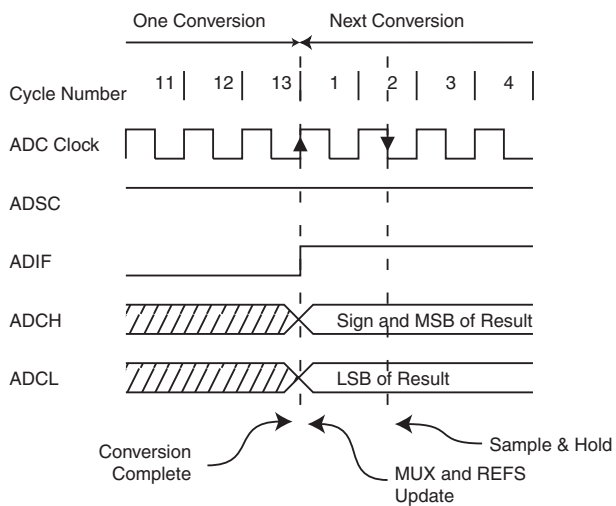 One Conversion Next Conversion
Cycle Number 11 12 13 1 2 3 4
ADC Clock
ADSC
ADIF
ADCH Sign and MSB of Result
ADCL LSB of Result
Conversion
Complete
MUX and REFS
Update
Sample & Hold